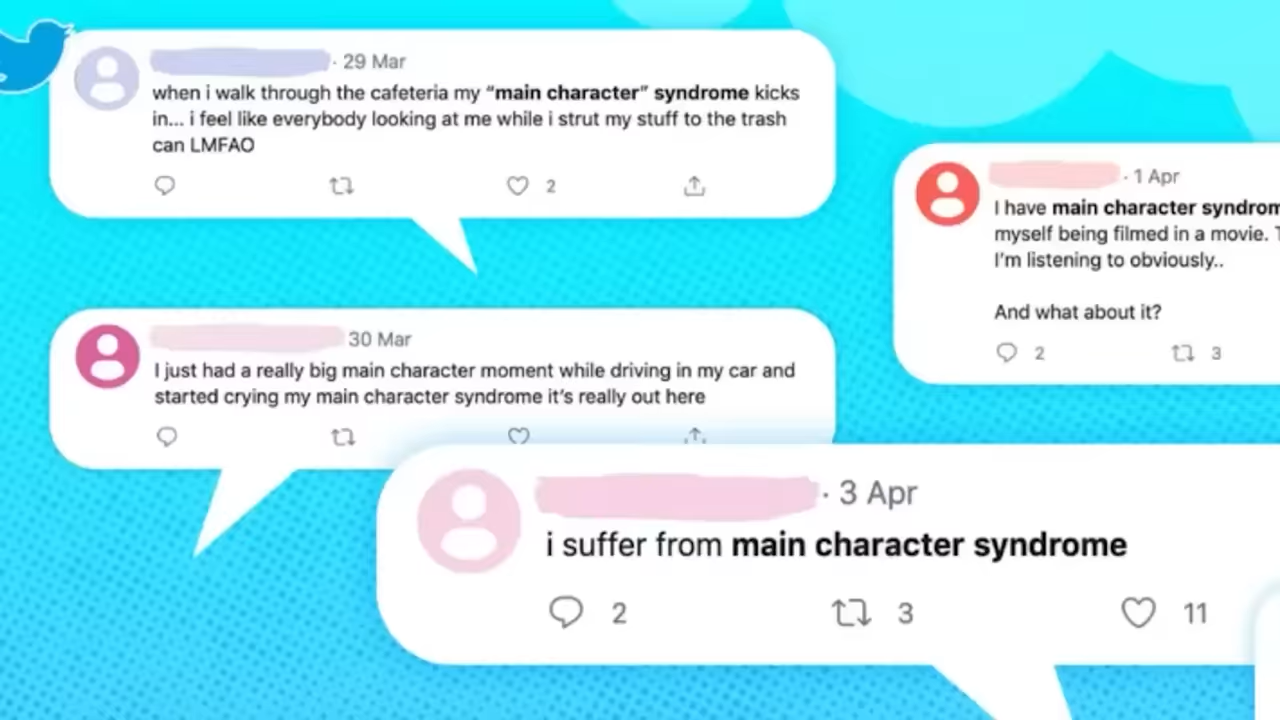 · 29 Mar
when i walk through the cafeteria my “main character” syndrome kicks
in... i feel like everybody looking at me while i strut my stuff to the trash
can LMFAO
2
· 1 Apr
I have main character syndrom
myself being filmed in a movie. T
I'm listening to obviously..
And what about it?
2 3
30 Mar
I just had a really big main character moment while driving in my car and
started crying my main character syndrome it's really out here
· 3 Apr
i suffer from main character syndrome
2 3 11